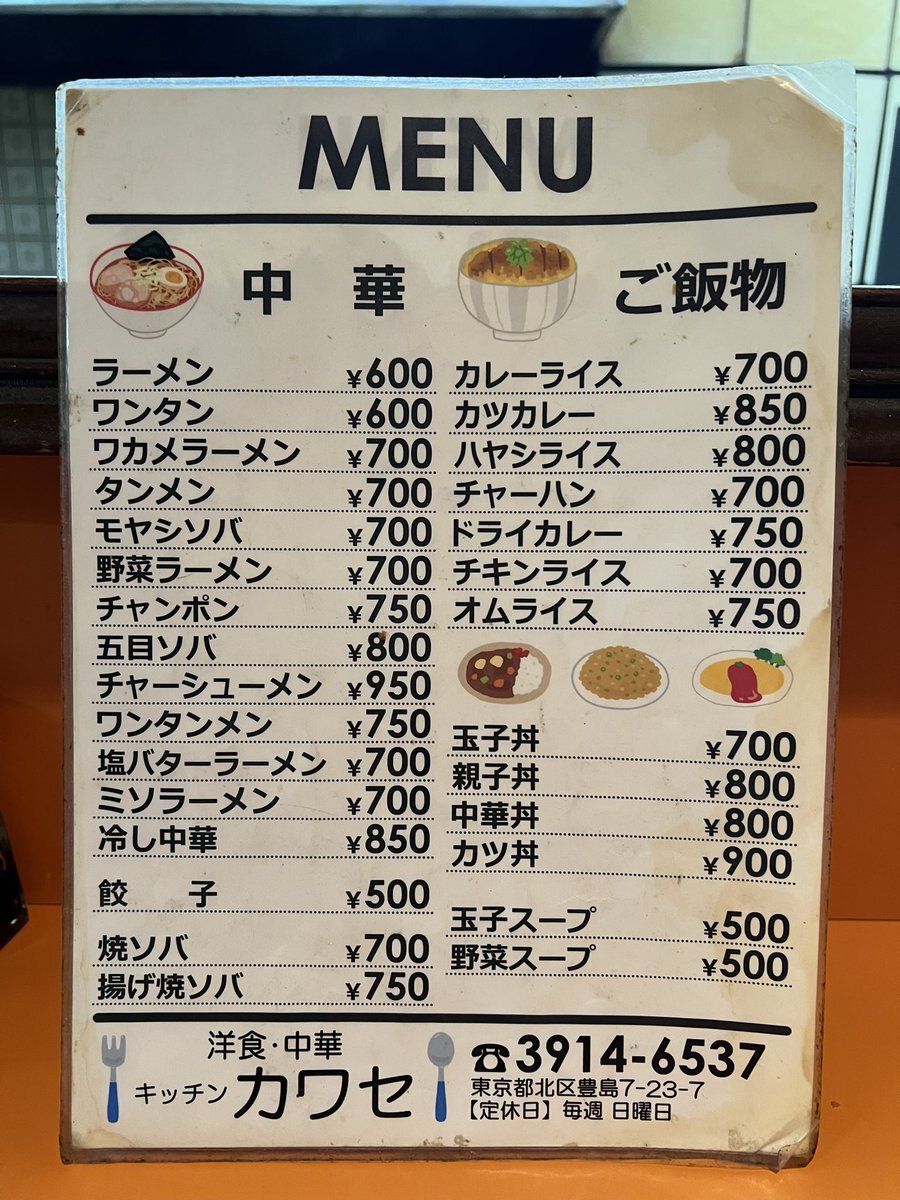 MENU
中華
ラーメン ¥600
ワンタン ¥600
ワカメラーメン ¥700
タンメン ¥700
モヤシソバ ¥700
野菜ラーメン ¥700
チャンポン ¥750
五目ソバ ¥800
チャーシューメン ¥950
ワンタンメン ¥750
塩バターラーメン ¥700
ミソラーメン ¥700
冷し中華 ¥850
餃子 ¥500
焼ソバ ¥700
揚げ焼ソバ ¥750
ご飯物
カレーライス ¥700
カツカレー ¥850
ハヤシライス ¥800
チャーハン ¥700
ドライカレー ¥750
チキンライス ¥700
オムライス ¥750
玉子丼 ¥700
親子丼 ¥800
中華丼 ¥800
カツ丼 ¥900
玉子スープ ¥500
野菜スープ ¥500
洋食・中華
キッチン カワセ
☎3914-6537
東京都北区豊島7-23-7
【定休日】毎週 日曜日